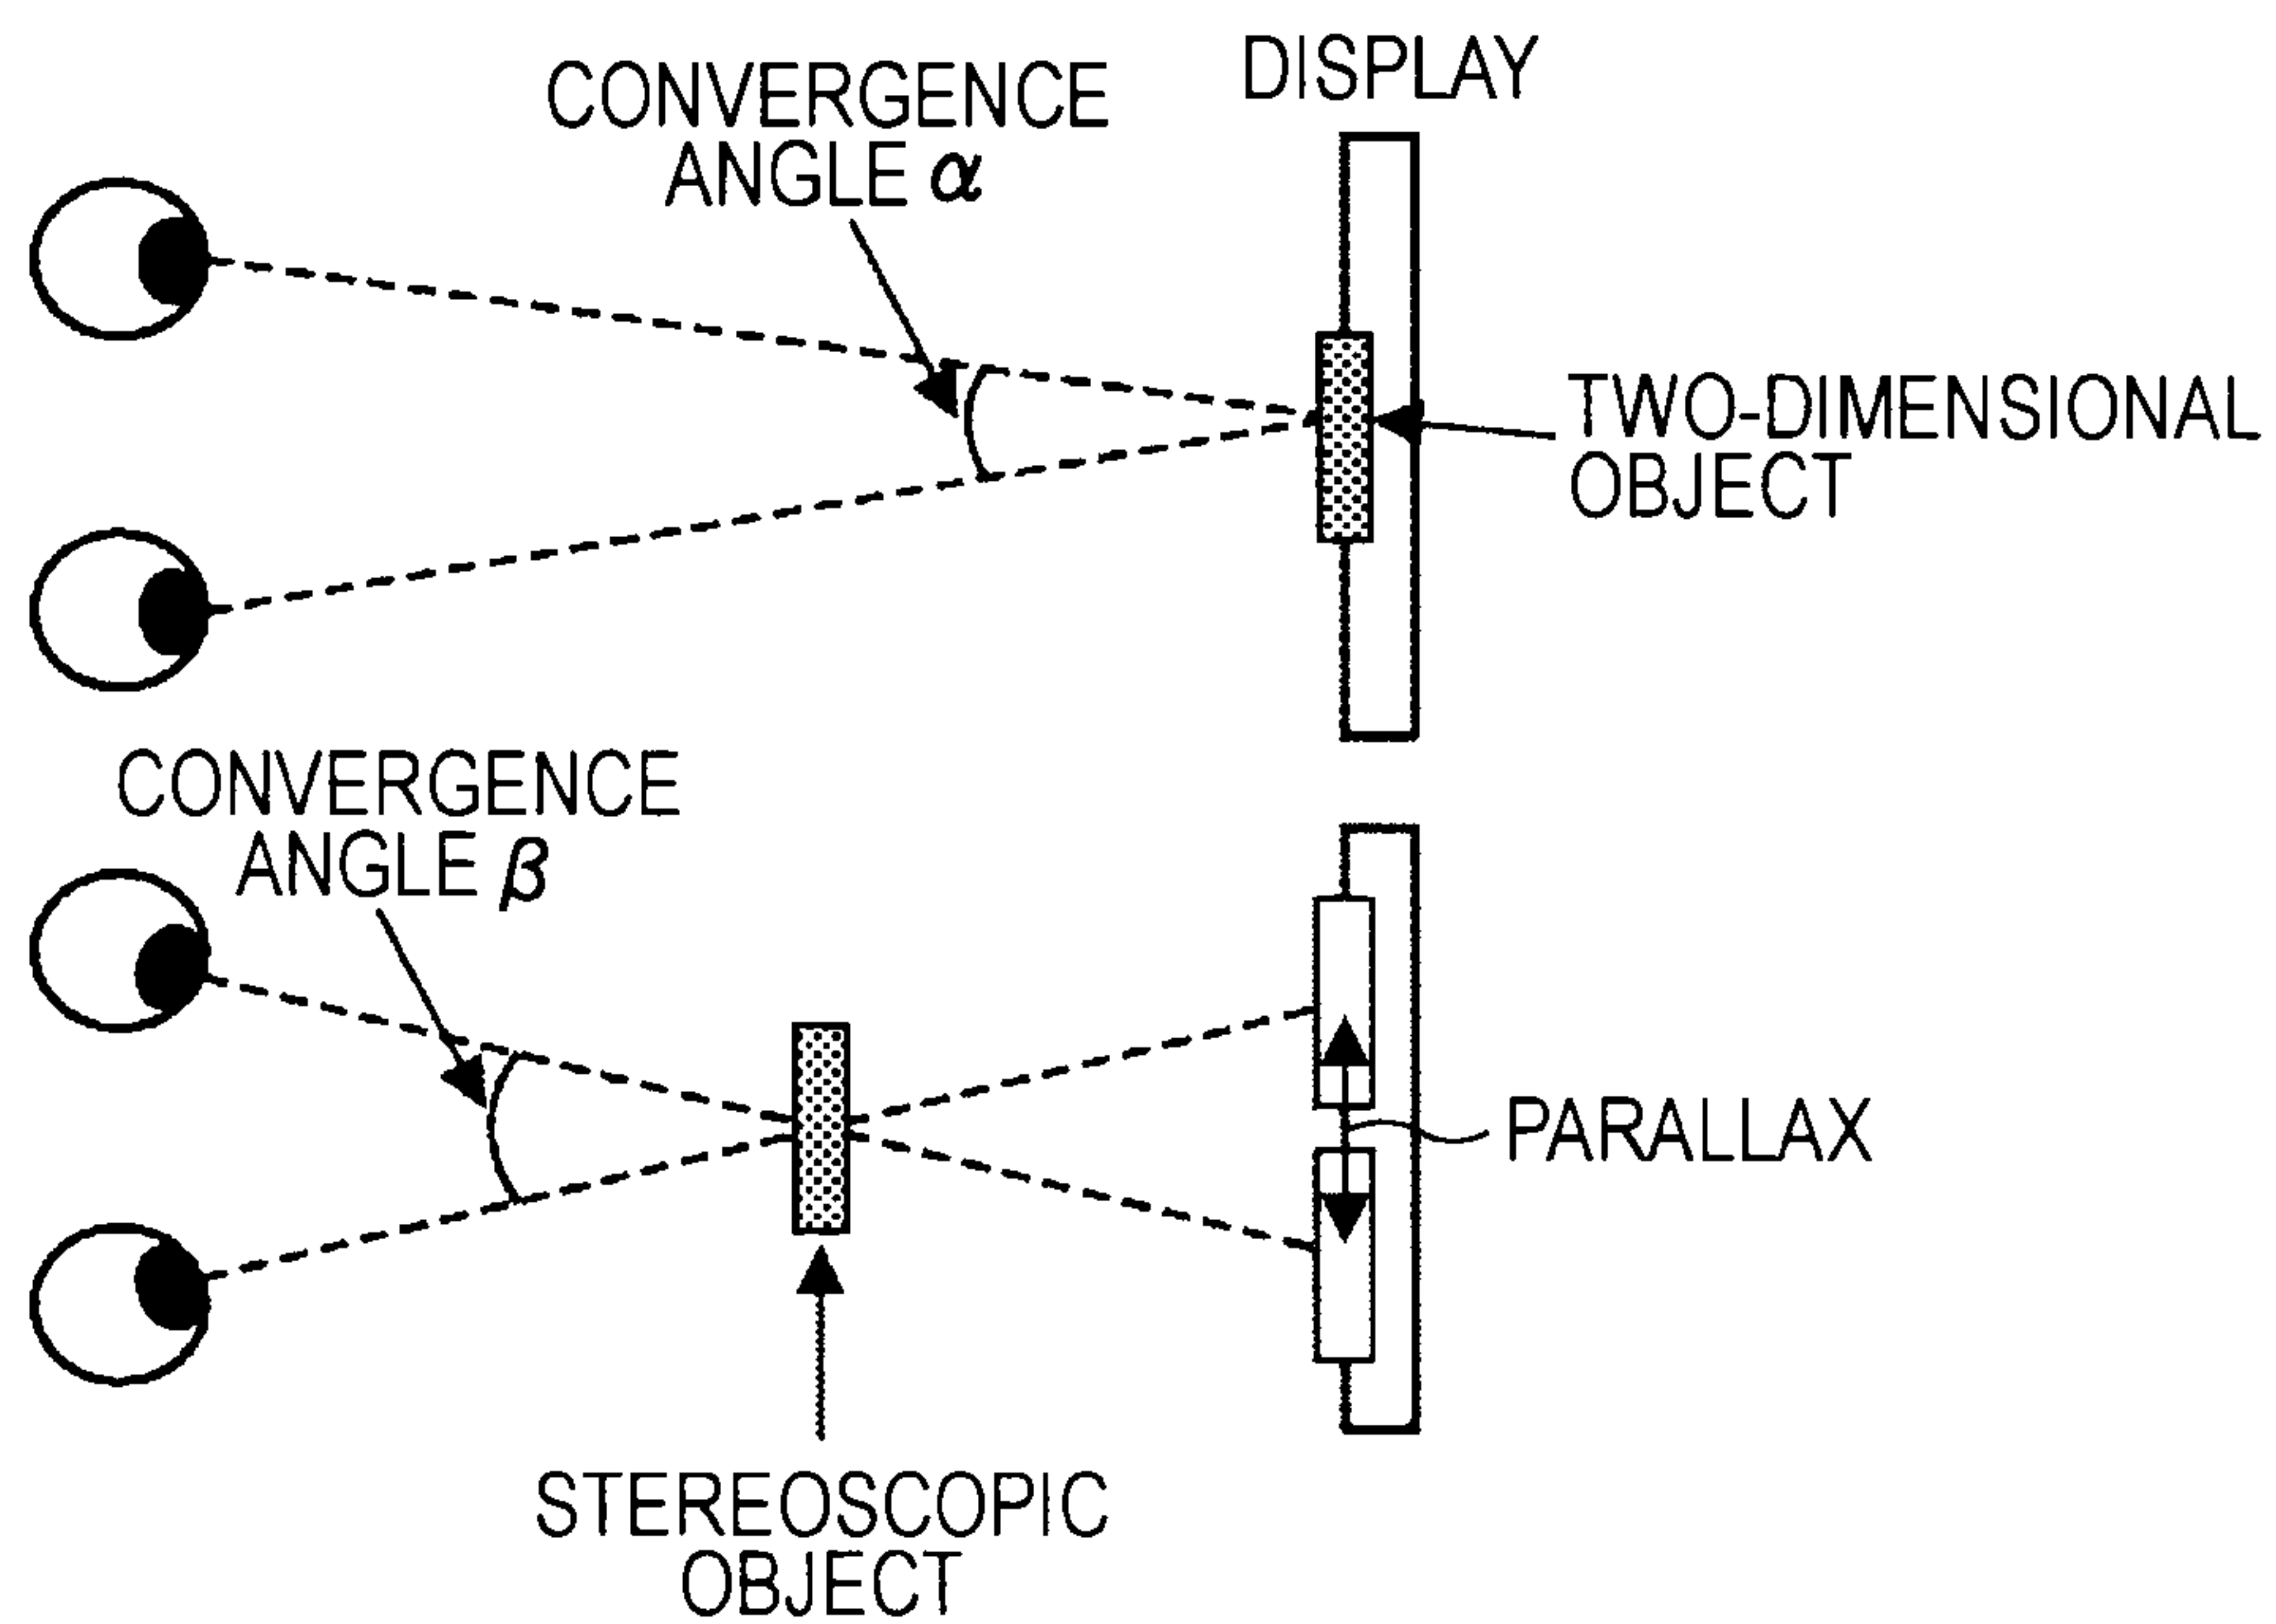 DISPLAY
CONVERGENCE
ANGLE α
TWO-DIMENSIONAL
OBJECT
CONVERGENCE
ANGLE β
PARALLAX
STEREOSCOPIC
OBJECT